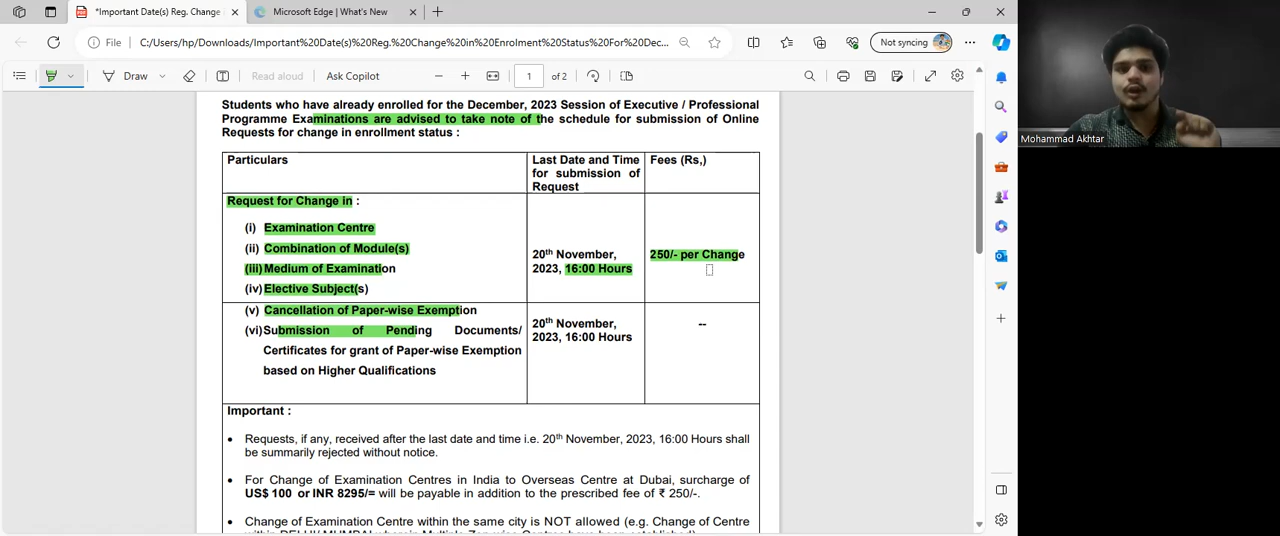 *Important Date(s) Reg. Change
Microsoft Edge | What's New
File
C:/Users/hp/Downloads/Important%20Date(s)%20Reg.%20Change%20in%20Enrolment%20Status%20For%20Dec...
Not syncing
Draw
Read aloud
Ask Copilot
1
of 2
Students who have already enrolled for the December, 2023 Session of Executive / Professional
Programme Examinations are advised to take note of the schedule for submission of Online
Requests for change in enrollment status :
Particulars
Last Date and Time
for submission of
Request
Fees (Rs,)
Request for Change in :
(i) Examination Centre
(ii) Combination of Module(s)
(iii) Medium of Examination
(iv) Elective Subject(s)
20th November,
2023, 16:00 Hours
250/- per Change
(v) Cancellation of Paper-wise Exemption
(vi) Submission of Pending Documents/
Certificates for grant of Paper-wise Exemption
based on Higher Qualifications
20th November,
2023, 16:00 Hours
--
Important :
• Requests, if any, received after the last date and time i.e. 20th November, 2023, 16:00 Hours shall
be summarily rejected without notice.
• For Change of Examination Centres in India to Overseas Centre at Dubai, surcharge of
US$ 100 or INR 8295/= will be payable in addition to the prescribed fee of ₹ 250/-.
• Change of Examination Centre within the same city is NOT allowed (e.g. Change of Centre
Mohammad Akhtar